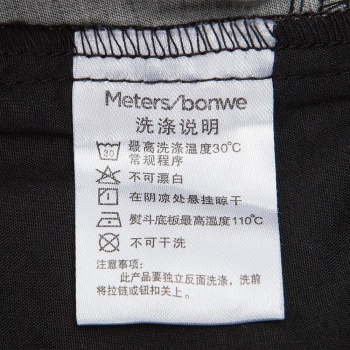 Meters/bonwe
洗涤说明
30
最高洗涤温度30℃
常规程序
不可漂白
在阴凉处悬挂晾干
熨斗底板最高温度110℃
不可干洗
注意事项:
此产品要独立反面洗涤，洗前
将拉链或钮扣关上。